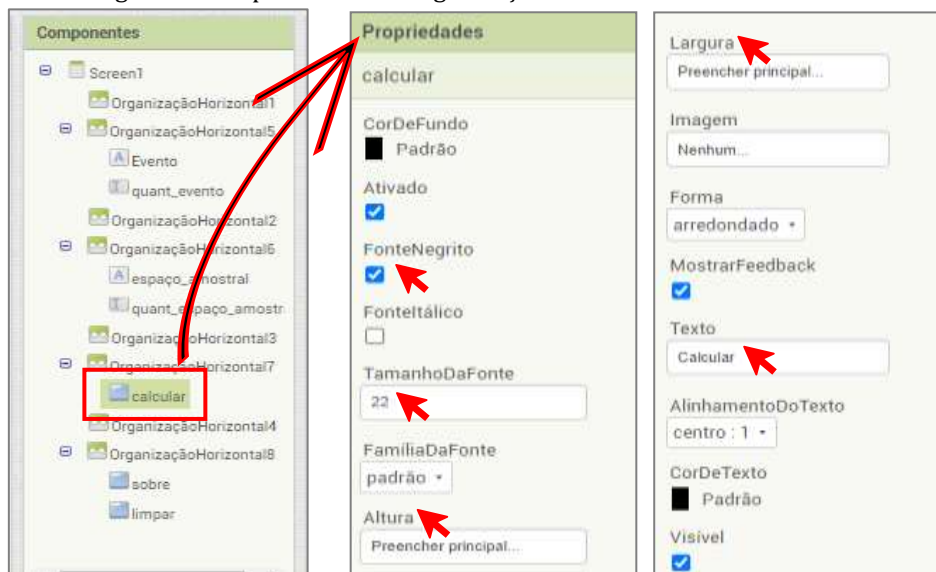 Componentes
Screen1
OrganizaçãoHorizontal1
OrganizaçãoHorizontal5
Evento
quant_evento
OrganizaçãoHorizontal2
OrganizaçãoHorizontal6
espaço_amostral
quant_espaço_amostr
OrganizaçãoHorizontal3
OrganizaçãoHorizontal7
calcular
OrganizaçãoHorizontal4
OrganizaçãoHorizontal8
sobre
limpar
Propriedades
calcular
CorDeFundo
Padrão
Ativado
FonteNegrito
FonteItálico
TamanhoDaFonte
22
FamíliaDaFonte
padrão
Altura
Preencher principal...
Largura
Preencher principal...
Imagem
Nenhum...
Forma
arredondado
MostrarFeedback
Texto
Calcular
AlinhamentoDoTexto
centro : 1
CorDeTexto
Padrão
Visível